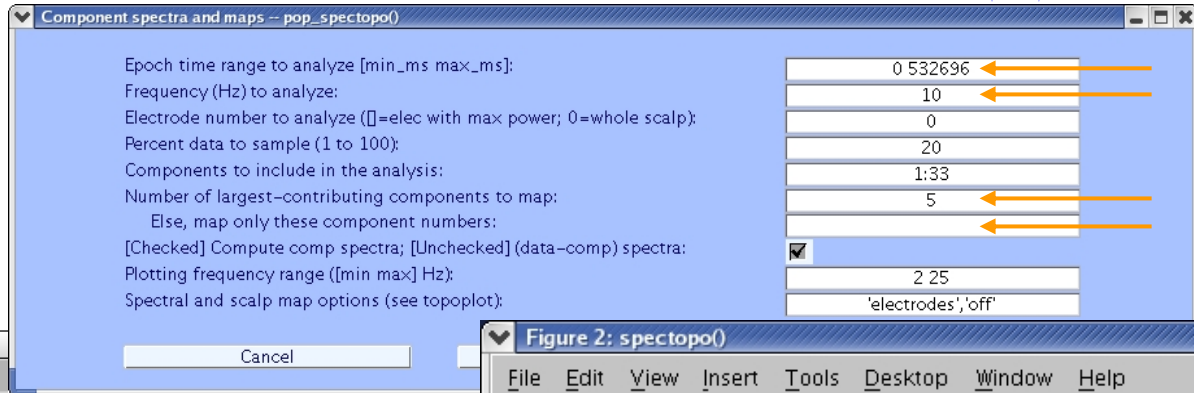 Component spectra and maps -- pop_spectopo()
Epoch time range to analyze [min_ms max_ms]: 0 532696
Frequency (Hz) to analyze: 10
Electrode number to analyze ([]=elec with max power; 0=whole scalp): 0
Percent data to sample (1 to 100): 20
Components to include in the analysis: 1:33
Number of largest-contributing components to map: 5
Else, map only these component numbers:
[Checked] Compute comp spectra; [Unchecked] (data-comp) spectra:
Plotting frequency range ([min max] Hz): 2 25
Spectral and scalp map options (see topoplot): 'electrodes','off'
Cancel
Figure 2: spectopo()
File Edit View Insert Tools Desktop Window Help